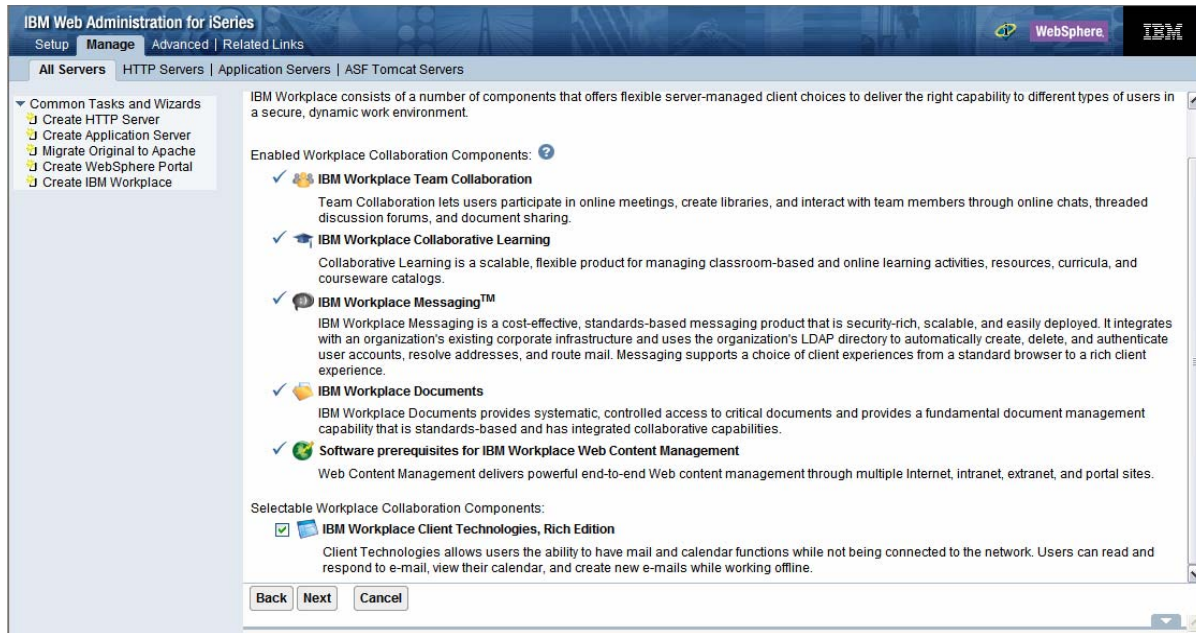 IBM Web Administration for iSeries
Setup Manage Advanced | Related Links
WebSphere.
IBM
All Servers HTTP Servers | Application Servers | ASF Tomcat Servers
Common Tasks and Wizards
Create HTTP Server
Create Application Server
Migrate Original to Apache
Create WebSphere Portal
Create IBM Workplace
IBM Workplace consists of a number of components that offers flexible server-managed client choices to deliver the right capability to different types of users in
a secure, dynamic work environment.
Enabled Workplace Collaboration Components: ?
IBM Workplace Team Collaboration
Team Collaboration lets users participate in online meetings, create libraries, and interact with team members through online chats, threaded
discussion forums, and document sharing.
IBM Workplace Collaborative Learning
Collaborative Learning is a scalable, flexible product for managing classroom-based and online learning activities, resources, curricula, and
courseware catalogs.
IBM Workplace Messaging™
IBM Workplace Messaging is a cost-effective, standards-based messaging product that is security-rich, scalable, and easily deployed. It integrates
with an organization's existing corporate infrastructure and uses the organization's LDAP directory to automatically create, delete, and authenticate
user accounts, resolve addresses, and route mail. Messaging supports a choice of client experiences from a standard browser to a rich client
experience.
IBM Workplace Documents
IBM Workplace Documents provides systematic, controlled access to critical documents and provides a fundamental document management
capability that is standards-based and has integrated collaborative capabilities.
Software prerequisites for IBM Workplace Web Content Management
Web Content Management delivers powerful end-to-end Web content management through multiple Internet, intranet, extranet, and portal sites.
Selectable Workplace Collaboration Components:
IBM Workplace Client Technologies, Rich Edition
Client Technologies allows users the ability to have mail and calendar functions while not being connected to the network. Users can read and
respond to e-mail, view their calendar, and create new e-mails while working offline.
Back Next Cancel